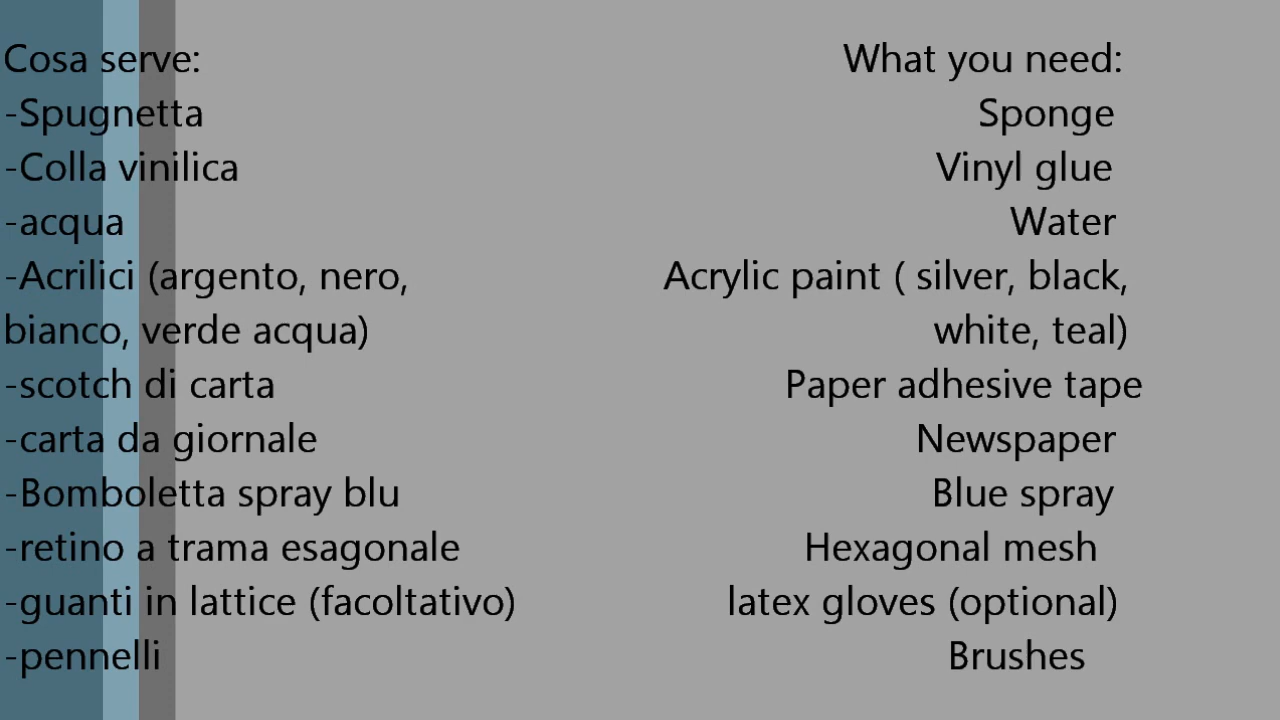 Cosa serve:
-Spugnetta
-Colla vinilica
-acqua
-Acrilici (argento, nero,
bianco, verde acqua)
-scotch di carta
-carta da giornale
-Bomboletta spray blu
-retino a trama esagonale
-guanti in lattice (facoltativo)
-pennelli
What you need:
Sponge
Vinyl glue
Water
Acrylic paint ( silver, black,
white, teal)
Paper adhesive tape
Newspaper
Blue spray
Hexagonal mesh
latex gloves (optional)
Brushes